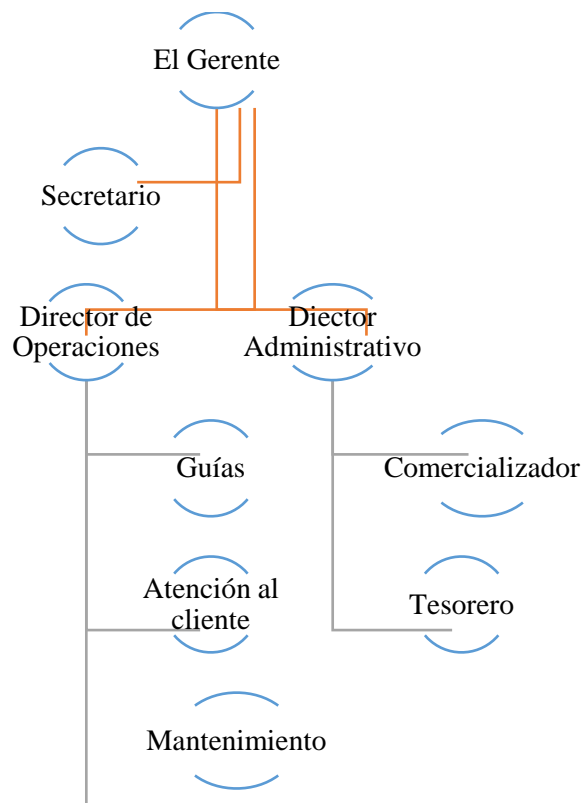 El Gerente
Secretario
Director de
Operaciones
Diector
Administrativo
Guías
Comercializador
Atención al
cliente
Tesorero
Mantenimiento